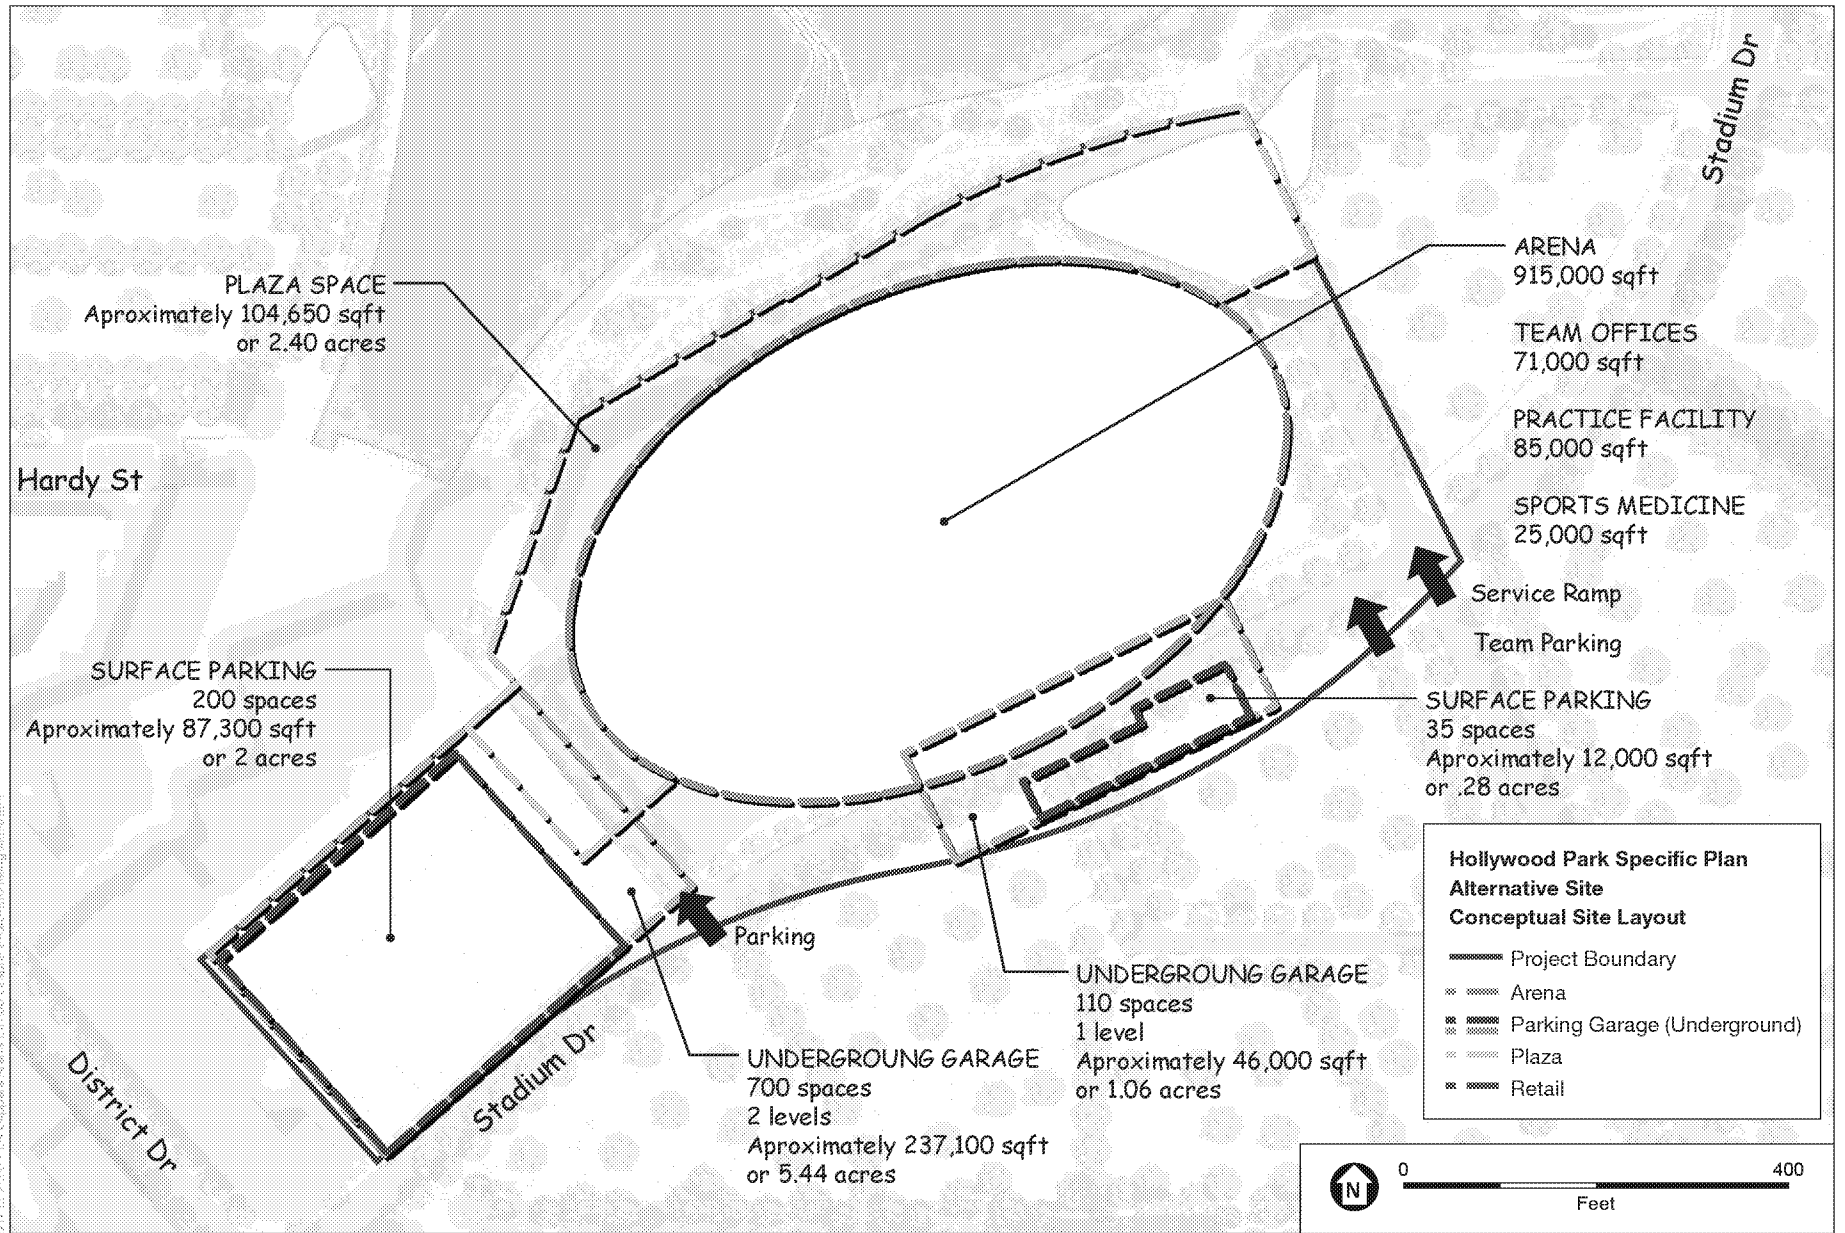 Stadium Dr
PLAZA SPACE
Aproximately 104,650 sqft
or 2.40 acres
ARENA
915,000 sqft
TEAM OFFICES
71,000 sqft
PRACTICE FACILITY
85,000 sqft
SPORTS MEDICINE
25,000 sqft
Hardy St
Service Ramp
Team Parking
SURFACE PARKING
200 spaces
Aproximately 87,300 sqft
or 2 acres
SURFACE PARKING
35 spaces
Aproximately 12,000 sqft
or .28 acres
Parking
UNDERGROUNG GARAGE
110 spaces
1 level
Aproximately 46,000 sqft
or 1.06 acres
UNDERGROUNG GARAGE
700 spaces
2 levels
Aproximately 237,100 sqft
or 5.44 acres
Stadium Dr
District Dr
Hollywood Park Specific Plan
Alternative Site
Conceptual Site Layout
Project Boundary
Arena
Parking Garage (Underground)
Plaza
Retail
N
0 400
Feet